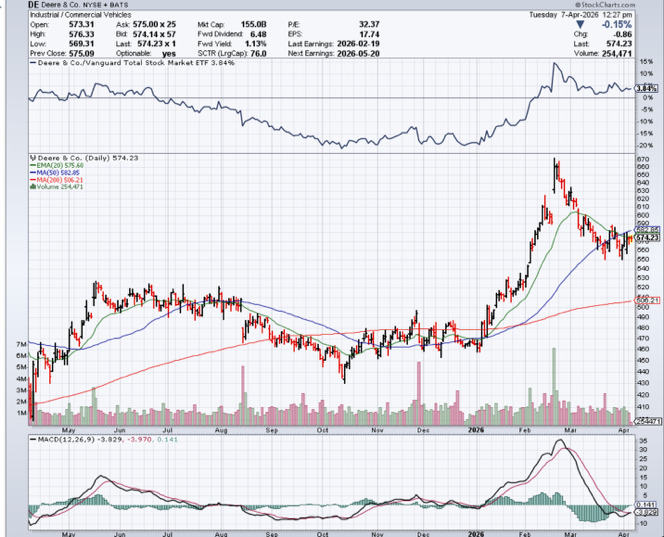 DE Deere & Co. NYSE + BATS
© StockCharts.com
Industrial / Commercial Vehicles
Tuesday 7-Apr-2026 12:27 pm
Open: 573.31 Ask: 575.00 x 25 Mkt Cap: 155.0B P/E: 32.37 -0.15%
High: 576.33 Bid: 574.14 x 57 Fwd Dividend: 6.48 EPS: 17.74 Chg: -0.86
Low: 569.31 Last: 574.23 x 1 Fwd Yield: 1.13% Last Earnings: 2026-02-19 Last: 574.23
Prev Close: 575.09 Optionable: yes SCTR (LrgCap): 76.0 Next Earnings: 2026-05-20 Volume: 254,471
Deere & Co./Vanguard Total Stock Market ETF 3.84%
15%
10%
5%
3.84%
0%
-5%
-10%
-15%
-20%
Deere & Co. (Daily) 574.23
EMA(20) 575.60
MA(50) 582.85
MA(200) 506.21
Volume 254,471
670
660
650
640
630
620
610
600
590
582.85
574.23
560
550
540
530
520
510
506.21
500
490
480
470
460
450
440
430
420
410
7M
6M
5M
4M
3M
2M
1M
254471
May Jun Jul Aug Sep Oct Nov Dec 2026 Feb Mar Apr
MACD(12,26,9) -3.829, -3.970, 0.141
35
30
25
20
15
10
5
0.141
-3.829
-10
May Jun Jul Aug Sep Oct Nov Dec 2026 Feb Mar Apr